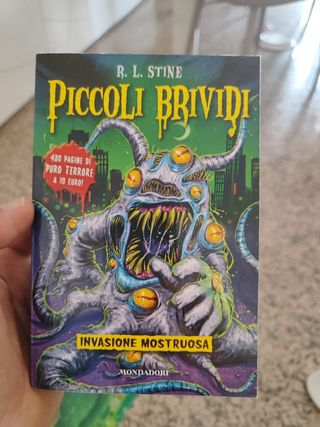 R. L. STINE
PICCOLI BRIVIDI
480 PAGINE DI
PURO TERRORE
A 10 EURO!
INVASIONE MOSTRUOSA
MONDADORI